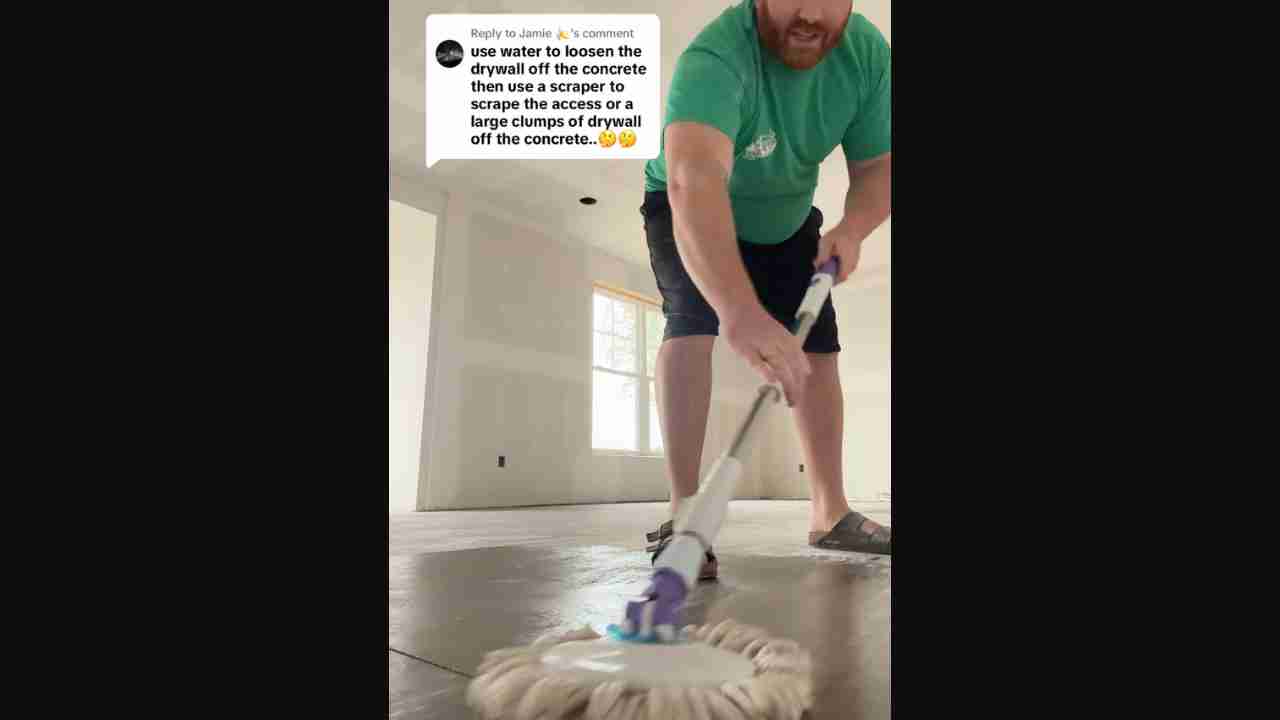 Reply to Jamie 🍌's comment
use water to loosen the
drywall off the concrete
then use a scraper to
scrape the access or a
large clumps of drywall
off the concrete..🤔🤔